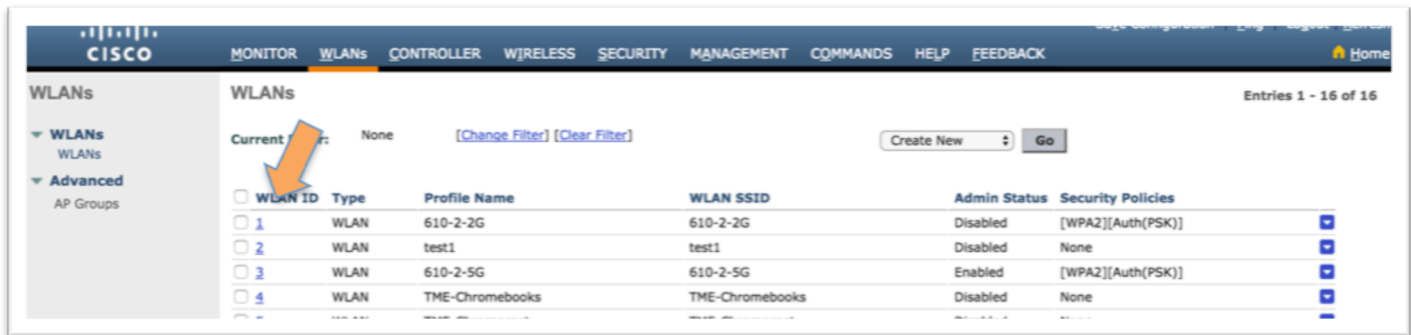 CISCO MONITOR WLANs CONTROLLER WIRELESS SECURITY MANAGEMENT COMMANDS HELP FEEDBACK Home
WLANs WLANs Entries 1 - 16 of 16
WLANs
WLANs
Advanced
AP Groups
Current None [Change Filter] [Clear Filter] Create New Go
WLAN ID Type Profile Name WLAN SSID Admin Status Security Policies
1 WLAN 610-2-2G 610-2-2G Disabled [WPA2][Auth(PSK)]
2 WLAN test1 test1 Disabled None
3 WLAN 610-2-5G 610-2-5G Enabled [WPA2][Auth(PSK)]
4 WLAN TME-Chromebooks TME-Chromebooks Disabled None